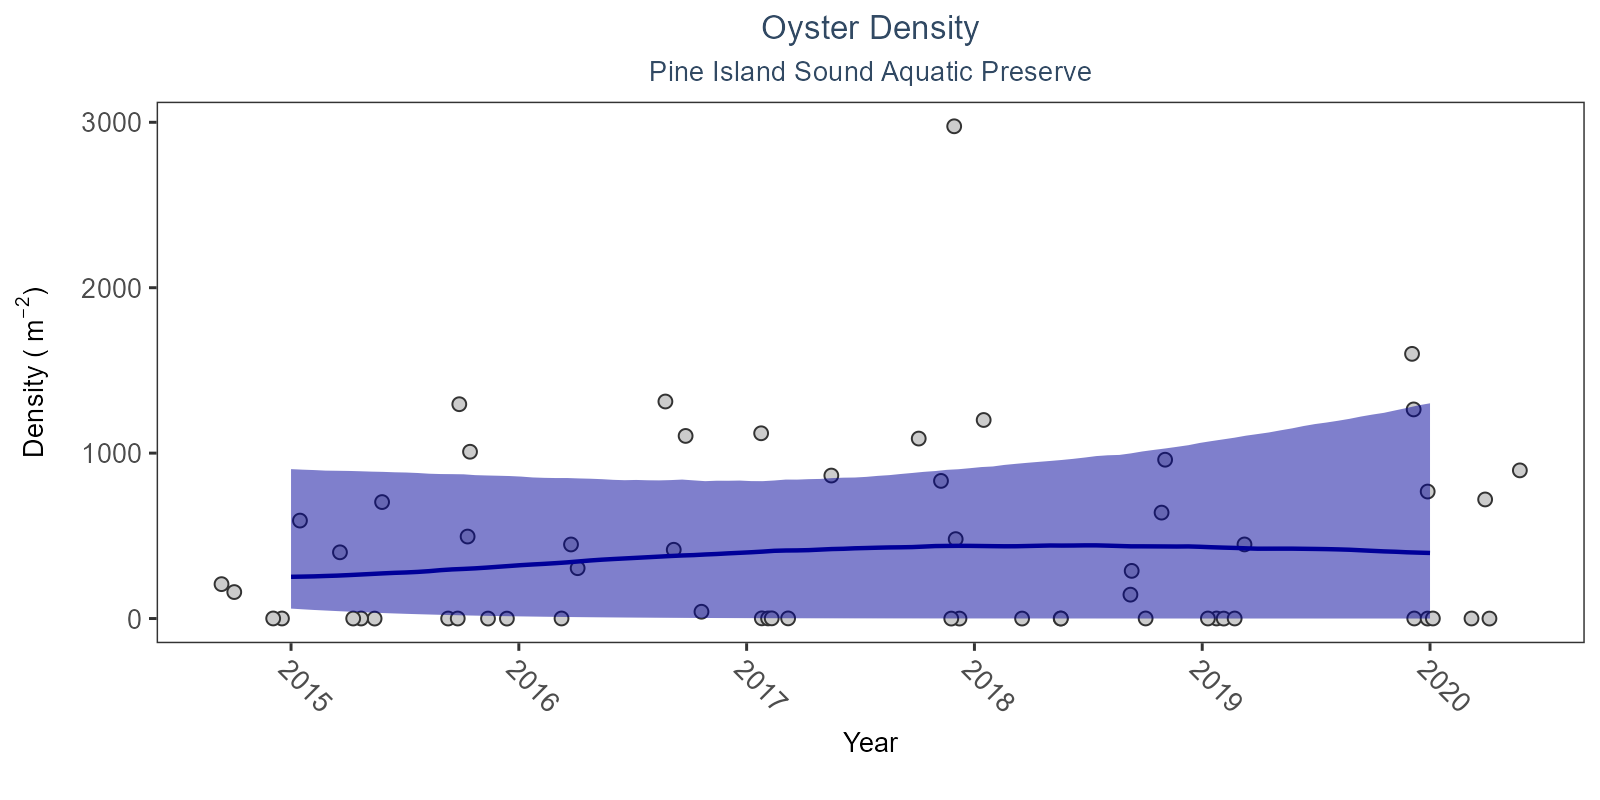 Oyster Density
Pine Island Sound Aquatic Preserve
Density ( m⁻²)
3000
2000
1000
0
2015
2016
2017
2018
2019
2020
Year